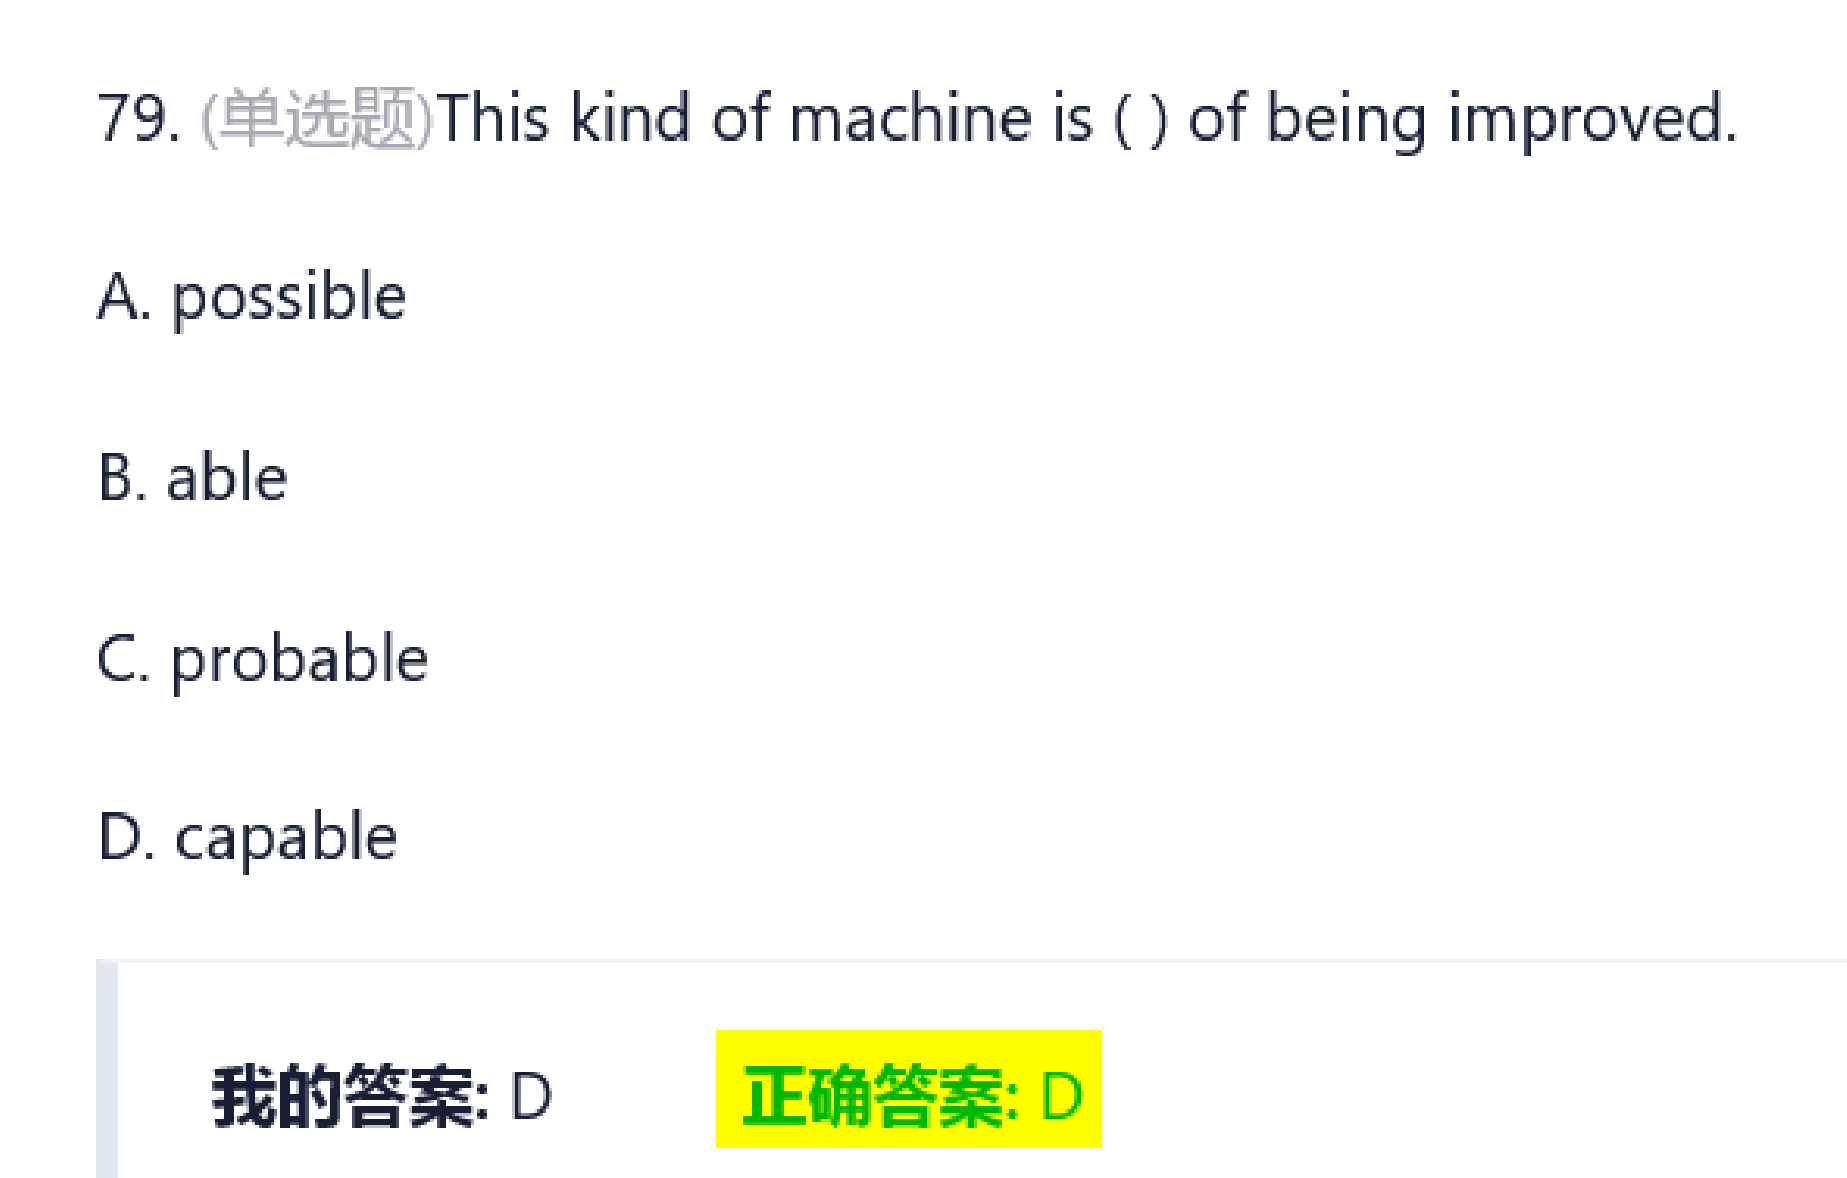 79. (单选题)This kind of machine is ( ) of being improved.
A. possible
B. able
C. probable
D. capable
我的答案: D 正确答案: D